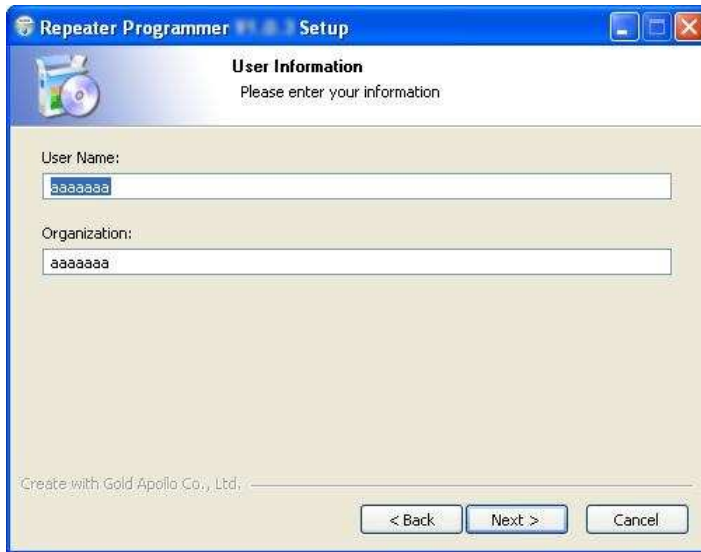 Repeater Programmer Setup
User Information
Please enter your information
User Name:
aaaaaaa
Organization:
aaaaaaa
Create with Gold Apollo Co., Ltd.
< Back Next > Cancel